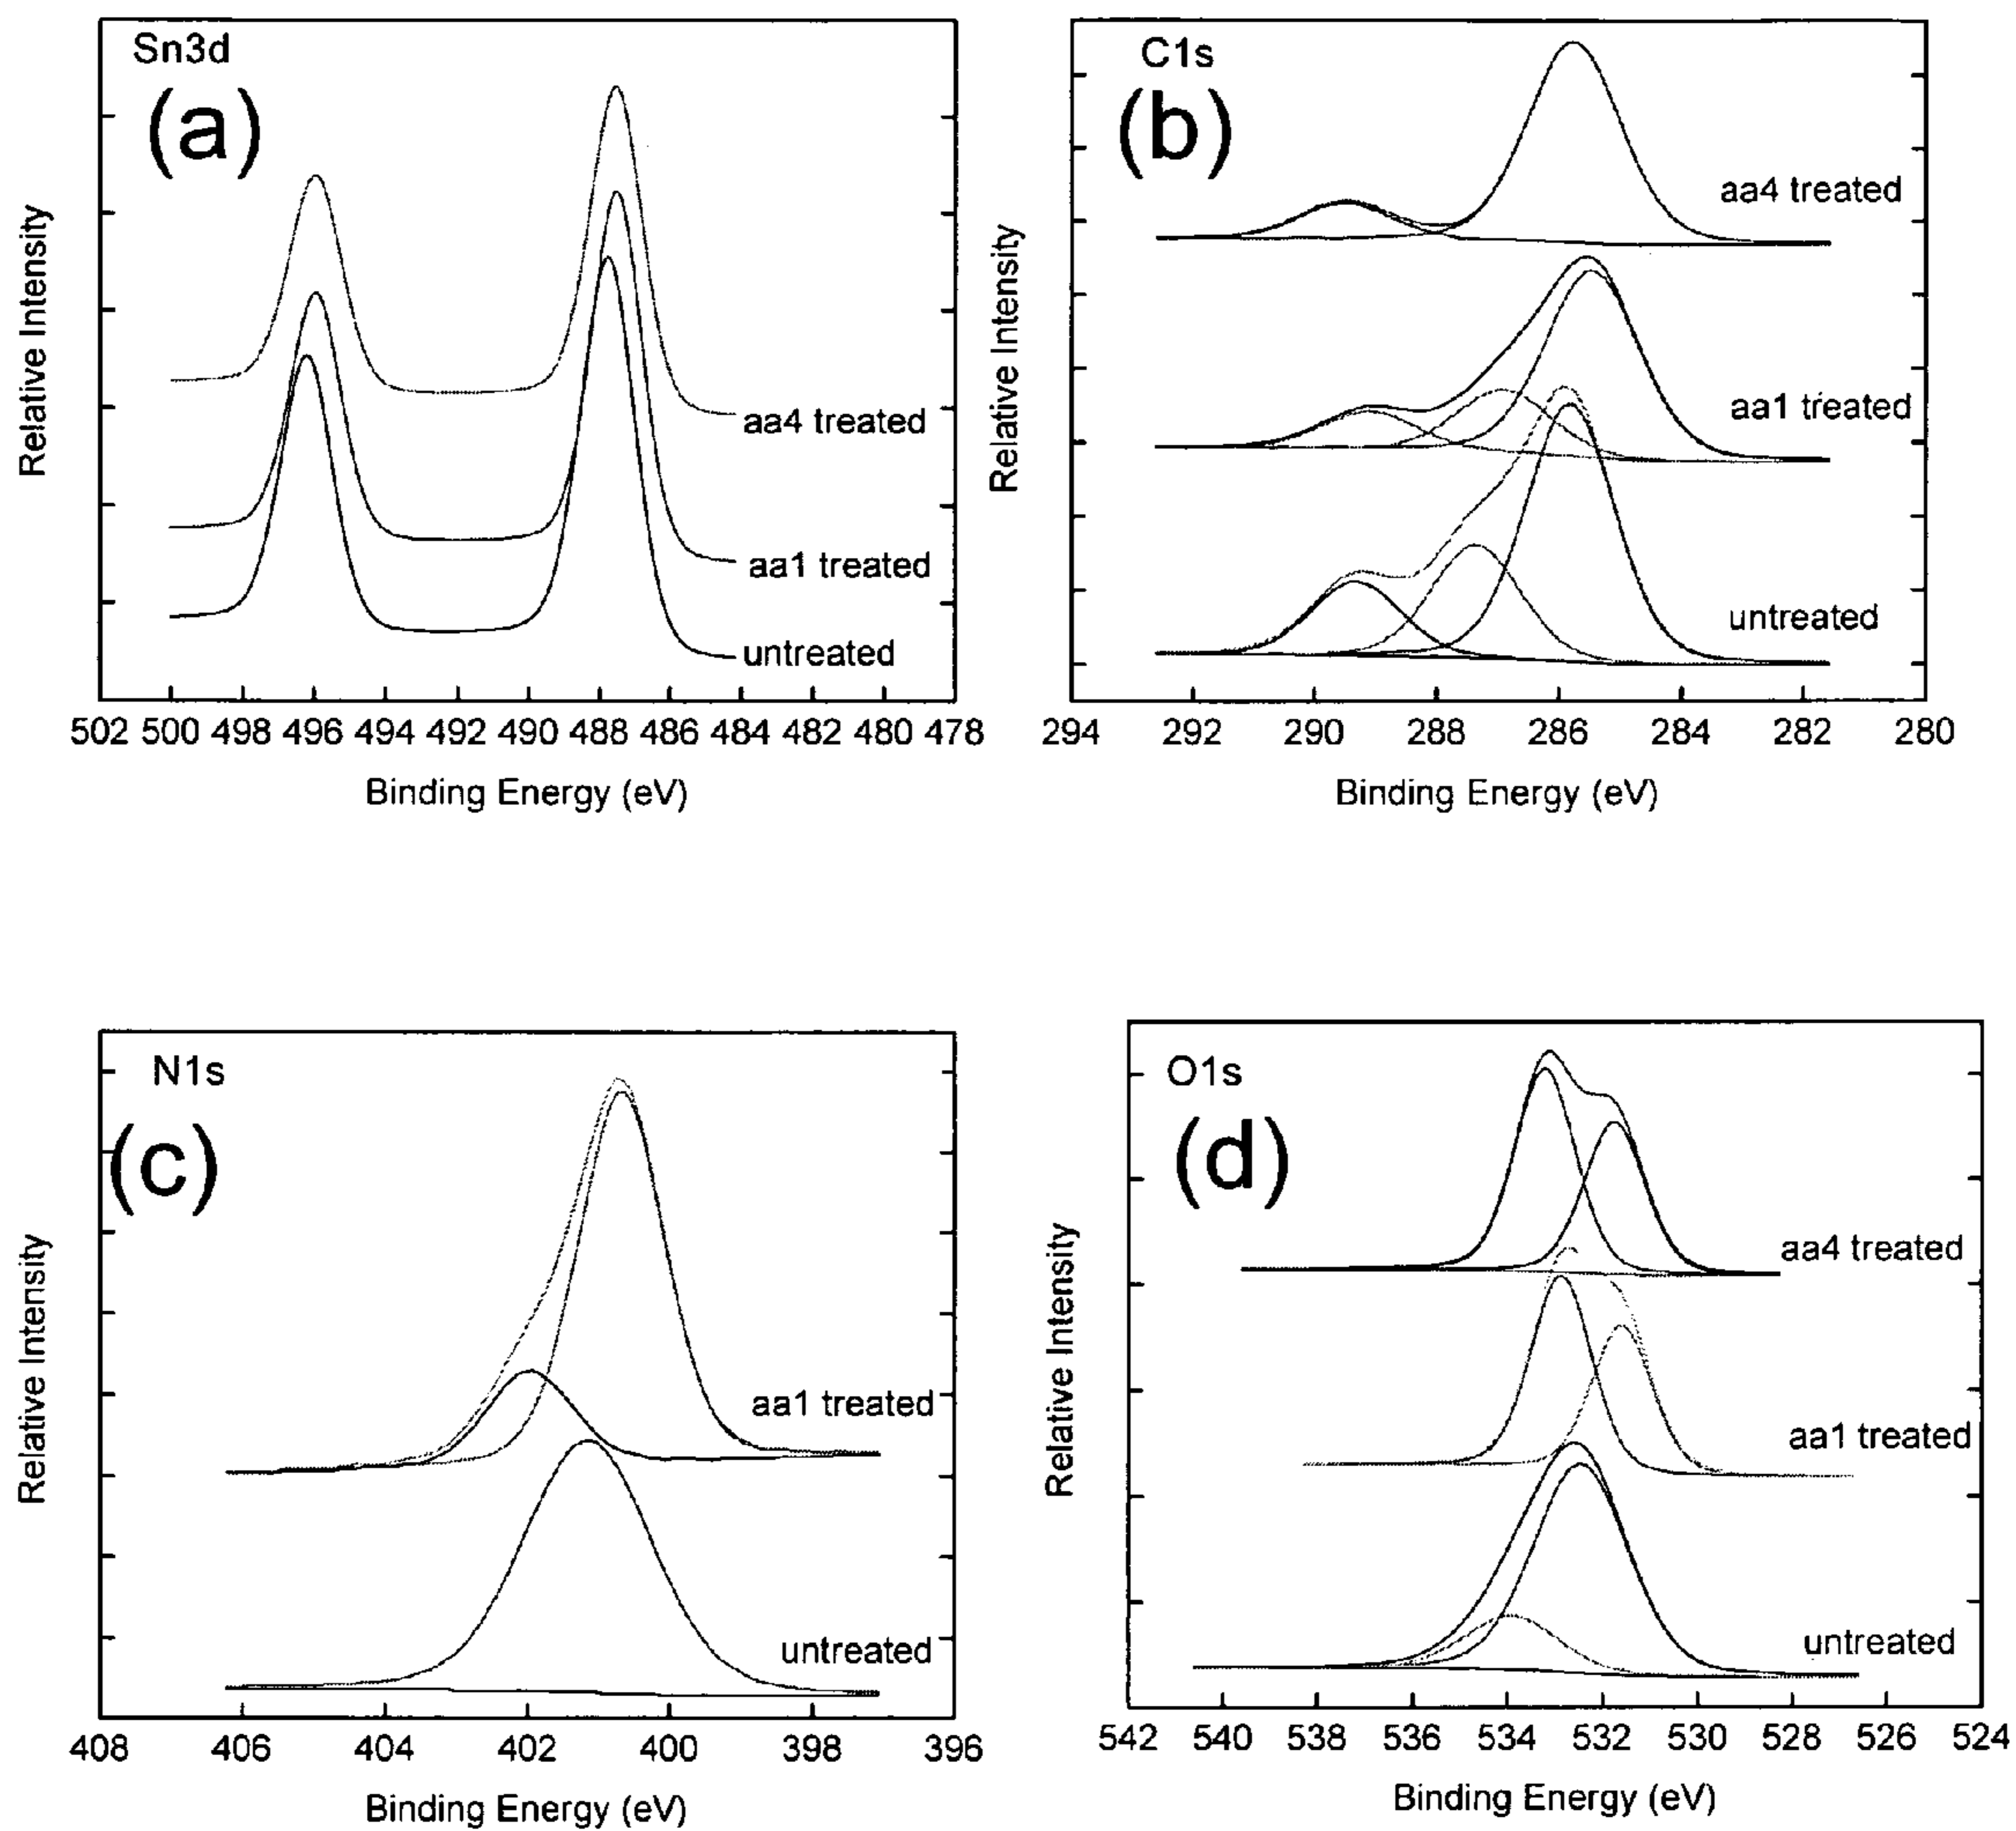 Sn3d
(a)
Relative Intensity
aa4 treated
aa1 treated
untreated
502 500 498 496 494 492 490 488 486 484 482 480 478
Binding Energy (eV)
C1s
(b)
Relative Intensity
aa4 treated
aa1 treated
untreated
294 292 290 288 286 284 282 280
Binding Energy (eV)
N1s
(c)
Relative Intensity
aa1 treated
untreated
408 406 404 402 400 398 396
Binding Energy (eV)
O1s
(d)
Relative Intensity
aa4 treated
aa1 treated
untreated
542 540 538 536 534 532 530 528 526 524
Binding Energy (eV)